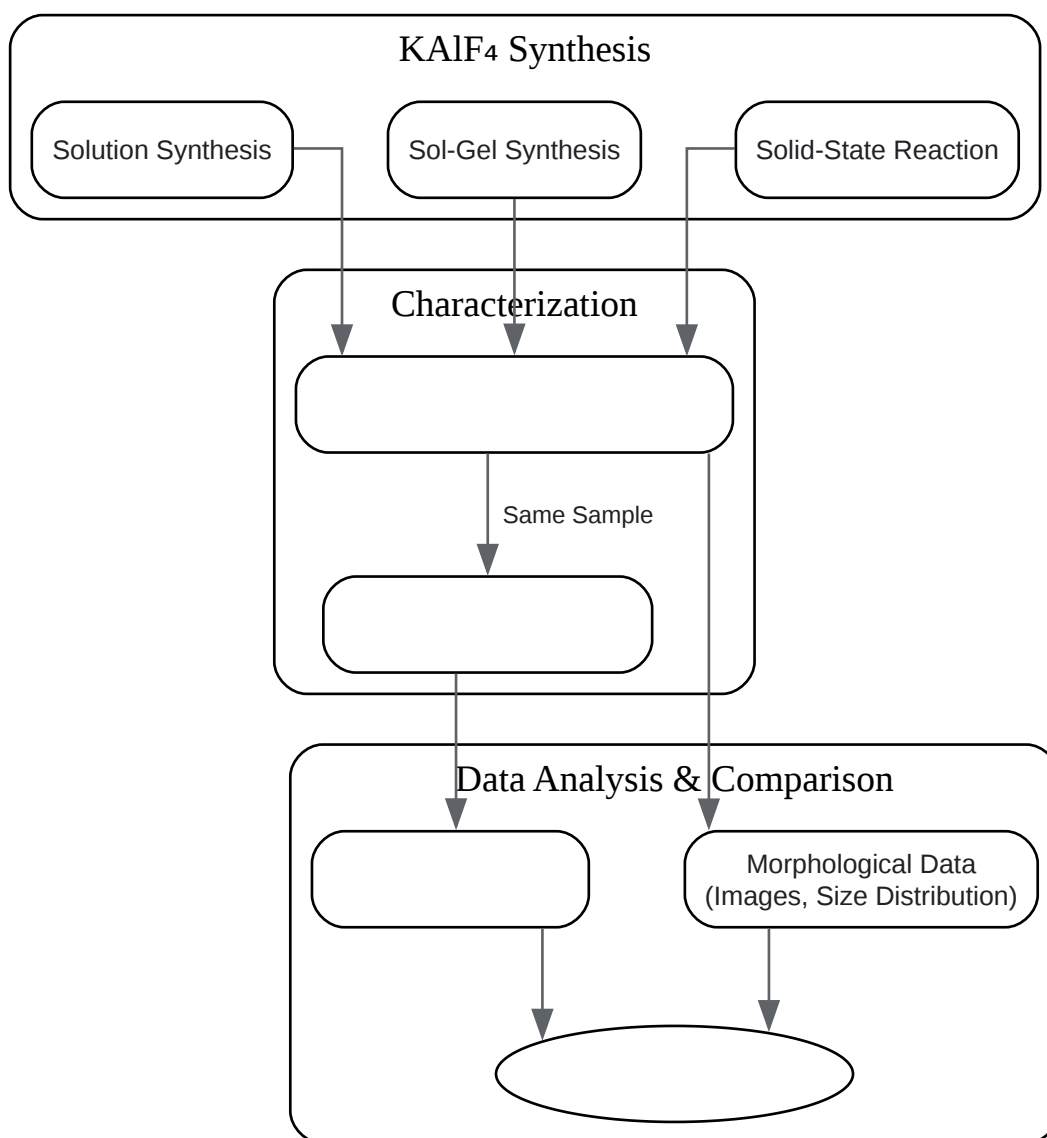 KAlF₄ Synthesis
Solution Synthesis
Sol-Gel Synthesis
Solid-State Reaction
Characterization
Same Sample
Data Analysis & Comparison
Morphological Data
(Images, Size Distribution)